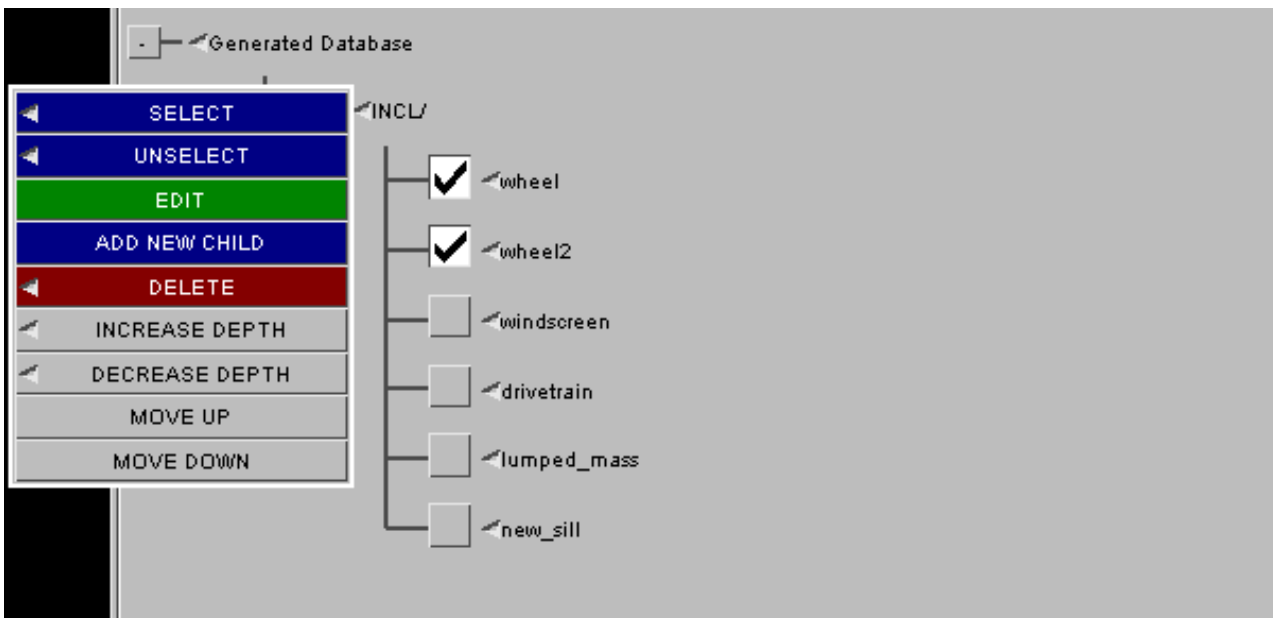 - Generated Database
SELECT
INCL/
UNSELECT
wheel
EDIT
ADD NEW CHILD
wheel2
DELETE
INCREASE DEPTH
windscreen
DECREASE DEPTH
drivetrain
MOVE UP
MOVE DOWN
lumped_mass
new_sill